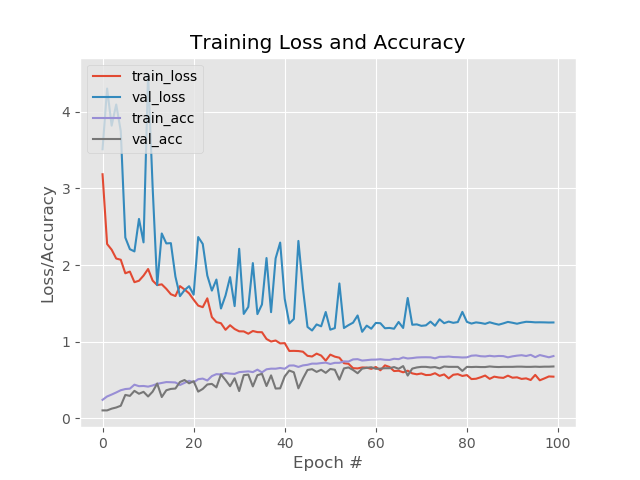 Training Loss and Accuracy
train_loss
val_loss
train_acc
val_acc
4
3
2
1
0
Loss/Accuracy
0 20 40 60 80 100
Epoch #